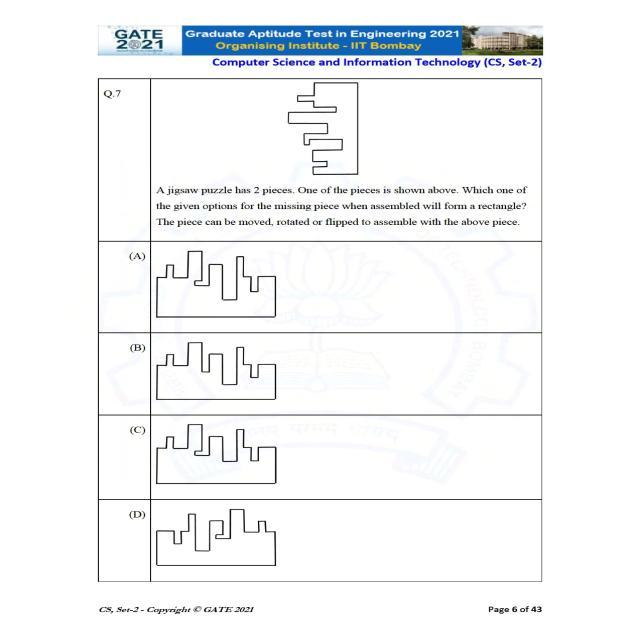 GATE
2021
Graduate Aptitude Test in Engineering 2021
Organising Institute - IIT Bombay
Computer Science and Information Technology (CS, Set-2)
Q.7
A jigsaw puzzle has 2 pieces. One of the pieces is shown above. Which one of
the given options for the missing piece when assembled will form a rectangle?
The piece can be moved, rotated or flipped to assemble with the above piece.
(A)
(B)
(C)
(D)
CS, Set-2 - Copyright © GATE 2021
Page 6 of 43